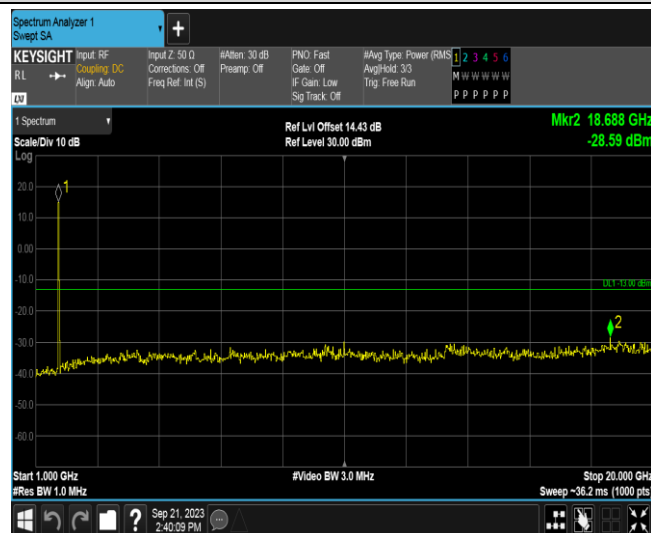 Spectrum Analyzer 1
Swept SA
+
KEYSIGHT Input: RF
RL
Coupling: DC
Align: Auto
Input Z: 50 Ω
Corrections: Off
Freq Ref: Int (S)
#Atten: 30 dB
Preamp: Off
PNO: Fast
Gate: Off
IF Gain: Low
Sig Track: Off
#Avg Type: Power (RMS
Avg|Hold: 3/3
Trig: Free Run
1 2 3 4 5 6
M W W W W W
P P P P P P
LXI
1 Spectrum
Scale/Div 10 dB
Ref Lvl Offset 14.43 dB
Ref Level 30.00 dBm
Mkr2 18.688 GHz
-28.59 dBm
Log
20.0
10.0
0.00
-10.0
-20.0
-30.0
-40.0
-50.0
-60.0
1
DL1 -13.00 dBm
2
Start 1.000 GHz
#Res BW 1.0 MHz
#Video BW 3.0 MHz
Stop 20.000 GHz
Sweep ~36.2 ms (1000 pts)
?
Sep 21, 2023
2:40:09 PM